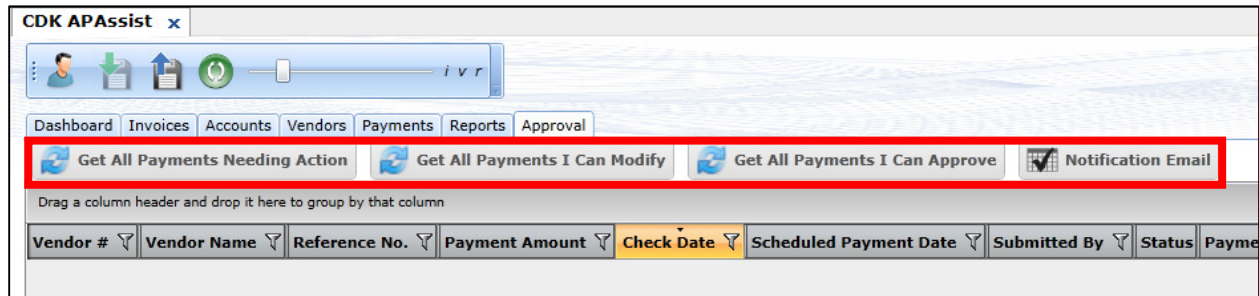 CDK APAssist x
i v r
Dashboard Invoices Accounts Vendors Payments Reports Approval
Get All Payments Needing Action Get All Payments I Can Modify Get All Payments I Can Approve Notification Email
Drag a column header and drop it here to group by that column
Vendor # Vendor Name Reference No. Payment Amount Check Date Scheduled Payment Date Submitted By Status Payme